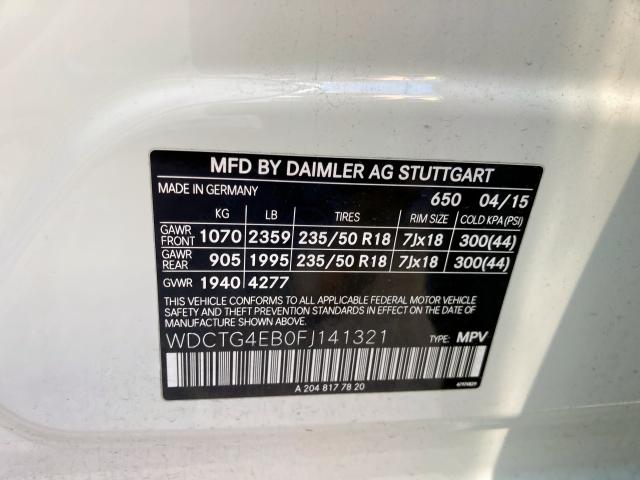 MFD BY DAIMLER AG STUTTGART
MADE IN GERMANY 650 04/15
KG LB TIRES RIM SIZE COLD KPA(PSI)
GAWR FRONT 1070 2359 235/50 R18 7Jx18 300(44)
GAWR REAR 905 1995 235/50 R18 7Jx18 300(44)
GVWR 1940 4277
THIS VEHICLE CONFORMS TO ALL APPLICABLE FEDERAL MOTOR VEHICLE
SAFETY AND THEFT PREVENTION STANDARDS IN EFFECT ON THE DATE
OF MANUFACTURE SHOWN ABOVE.
WDCTG4EB0FJ141321 TYPE: MPV
A 204 817 78 20